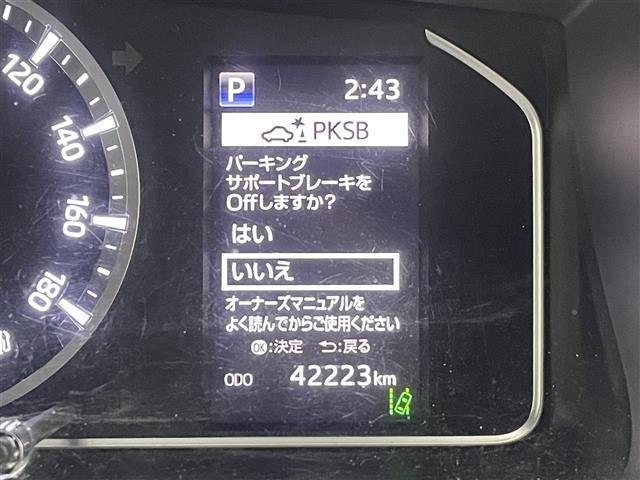 120
140
160
180
P 2:43
PKSB
パーキング
サポートブレーキを
Offしますか?
はい
いいえ
オーナーズマニュアルを
よく読んでからご使用ください
OK:決定 :戻る
ODO 42223km